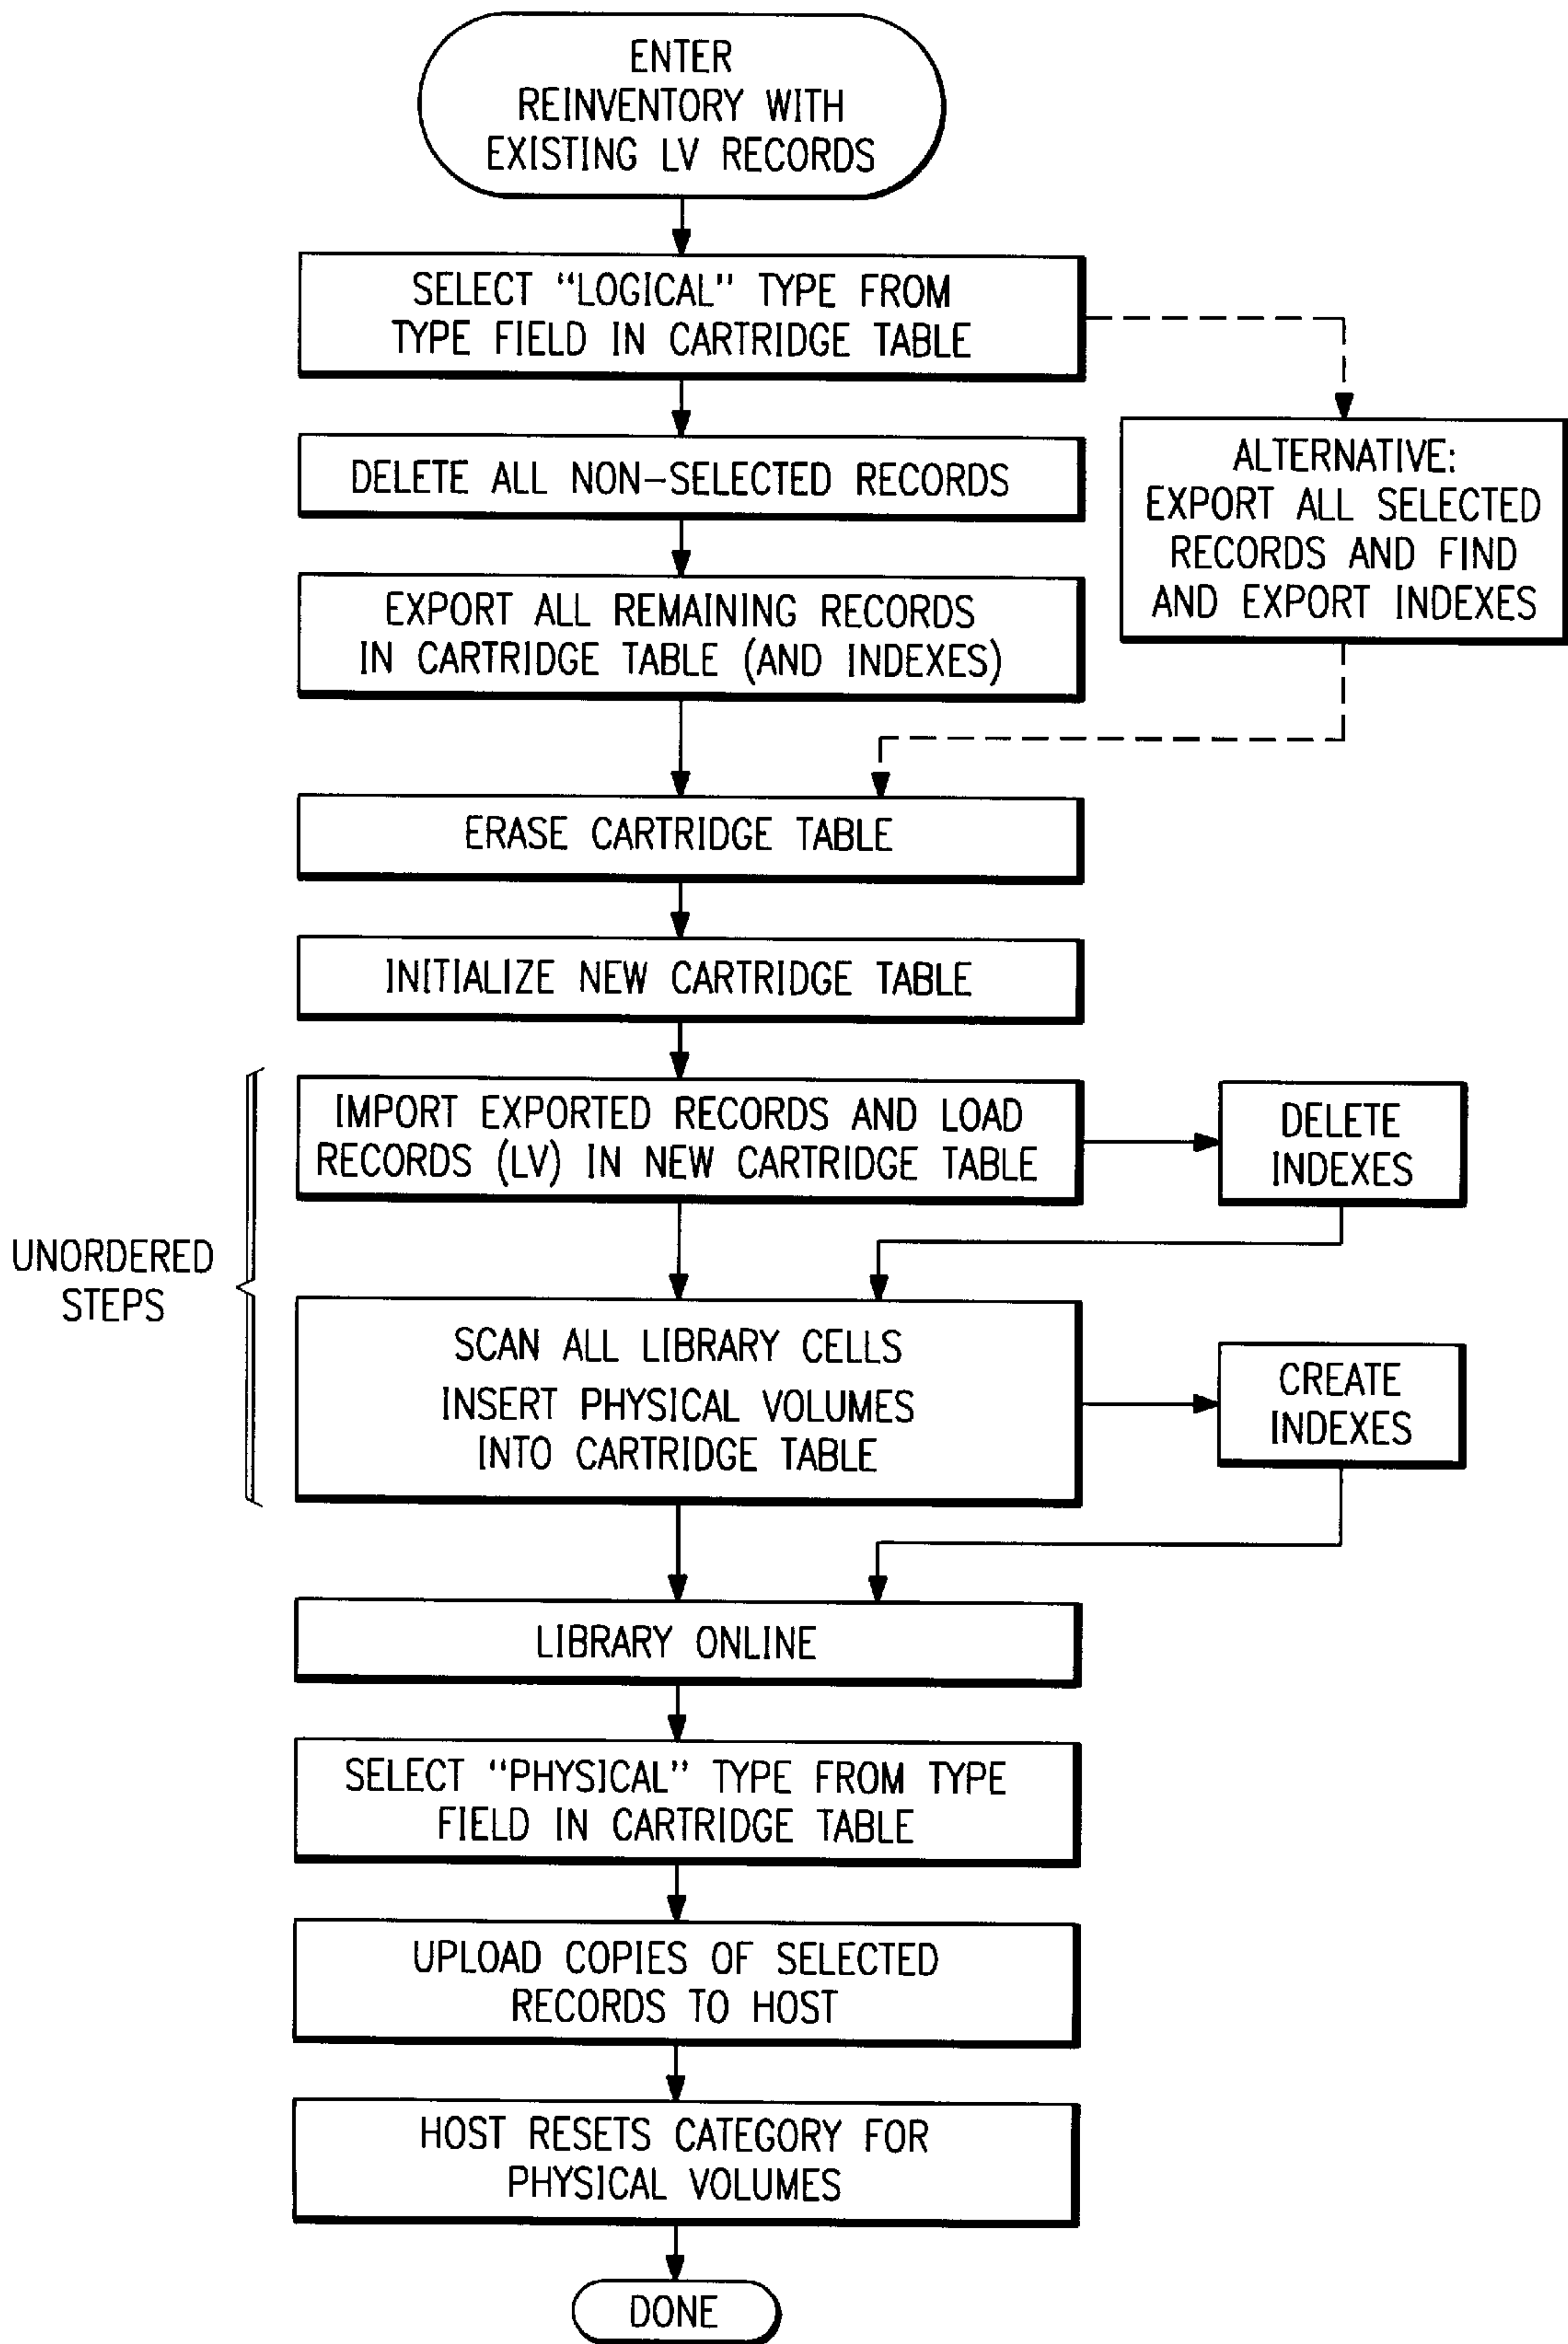 ENTER
REINVENTORY WITH
EXISTING LV RECORDS
SELECT "LOGICAL" TYPE FROM
TYPE FIELD IN CARTRIDGE TABLE
DELETE ALL NON-SELECTED RECORDS
ALTERNATIVE:
EXPORT ALL SELECTED
RECORDS AND FIND
AND EXPORT INDEXES
EXPORT ALL REMAINING RECORDS
IN CARTRIDGE TABLE (AND INDEXES)
ERASE CARTRIDGE TABLE
INITIALIZE NEW CARTRIDGE TABLE
UNORDERED
STEPS
IMPORT EXPORTED RECORDS AND LOAD
RECORDS (LV) IN NEW CARTRIDGE TABLE
DELETE
INDEXES
SCAN ALL LIBRARY CELLS
INSERT PHYSICAL VOLUMES
INTO CARTRIDGE TABLE
CREATE
INDEXES
LIBRARY ONLINE
SELECT "PHYSICAL" TYPE FROM TYPE
FIELD IN CARTRIDGE TABLE
UPLOAD COPIES OF SELECTED
RECORDS TO HOST
HOST RESETS CATEGORY FOR
PHYSICAL VOLUMES
DONE